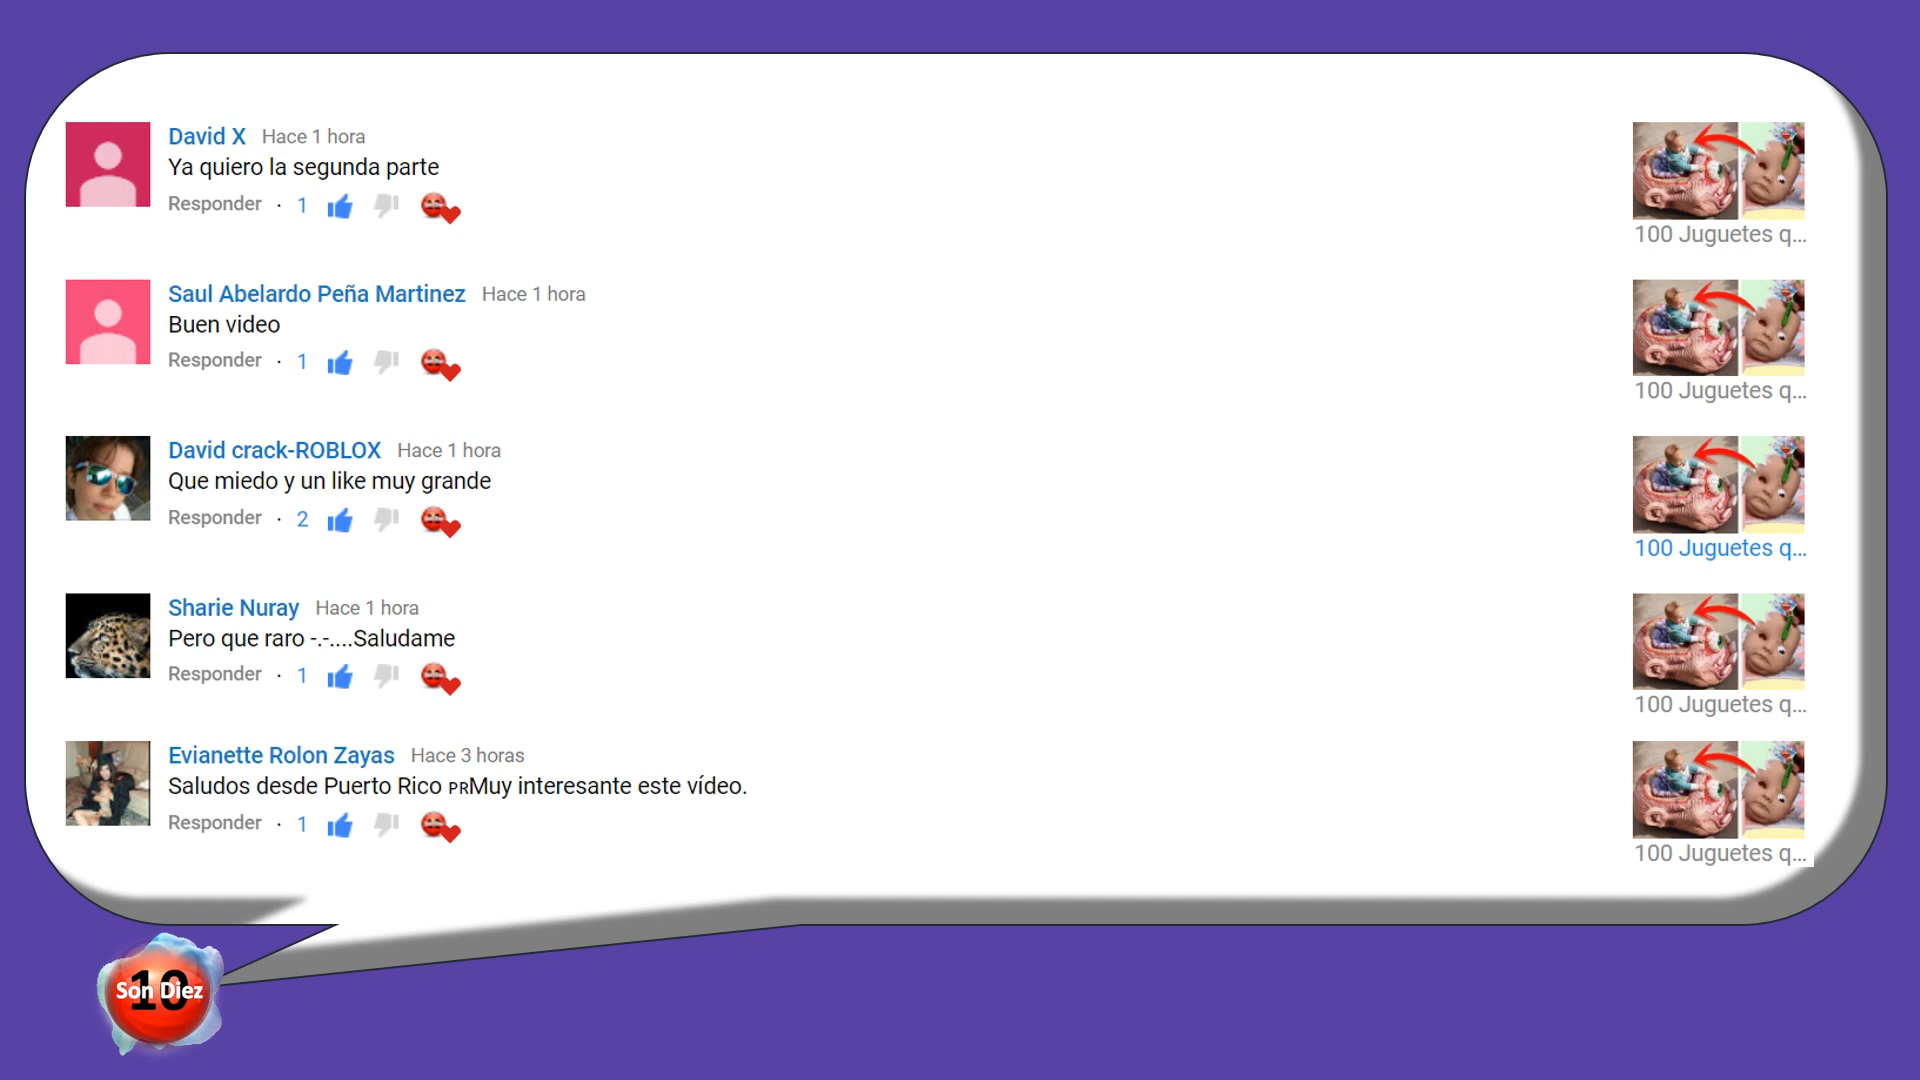 David X Hace 1 hora
Ya quiero la segunda parte
Responder · 1
100 Juguetes q...
Saul Abelardo Peña Martinez Hace 1 hora
Buen video
Responder · 1
100 Juguetes q...
David crack-ROBLOX Hace 1 hora
Que miedo y un like muy grande
Responder · 2
100 Juguetes q...
Sharie Nuray Hace 1 hora
Pero que raro -.-....Saludame
Responder · 1
100 Juguetes q...
Evianette Rolon Zayas Hace 3 horas
Saludos desde Puerto Rico PRMuy interesante este vídeo.
Responder · 1
100 Juguetes q...
10
Son Diez